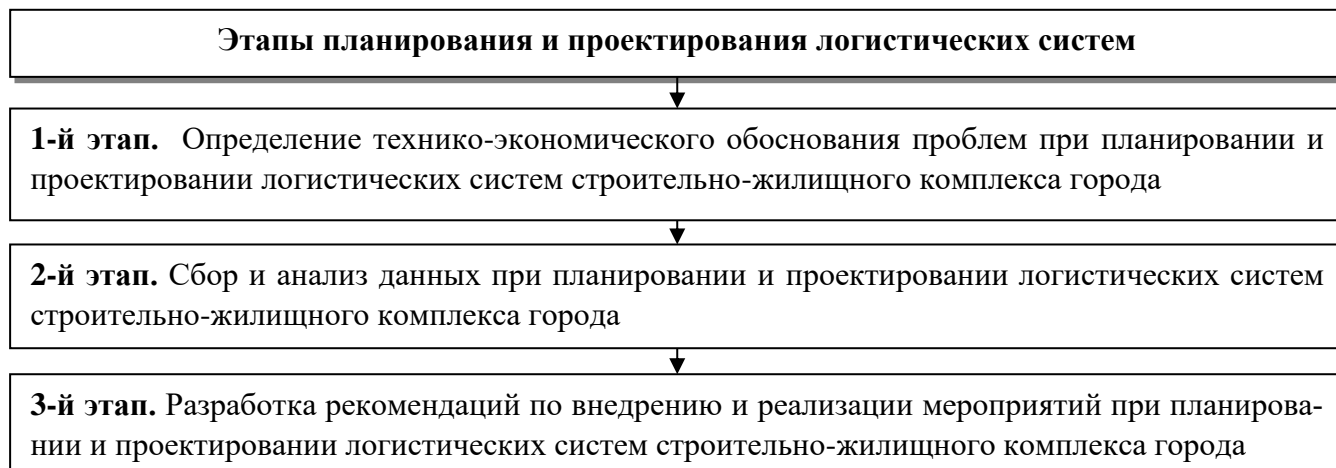 Этапы планирования и проектирования логистических систем
1-й этап. Определение технико-экономического обоснования проблем при планировании и
проектировании логистических систем строительно-жилищного комплекса города
2-й этап. Сбор и анализ данных при планировании и проектировании логистических систем
строительно-жилищного комплекса города
3-й этап. Разработка рекомендаций по внедрению и реализации мероприятий при планирова-
нии и проектировании логистических систем строительно-жилищного комплекса города